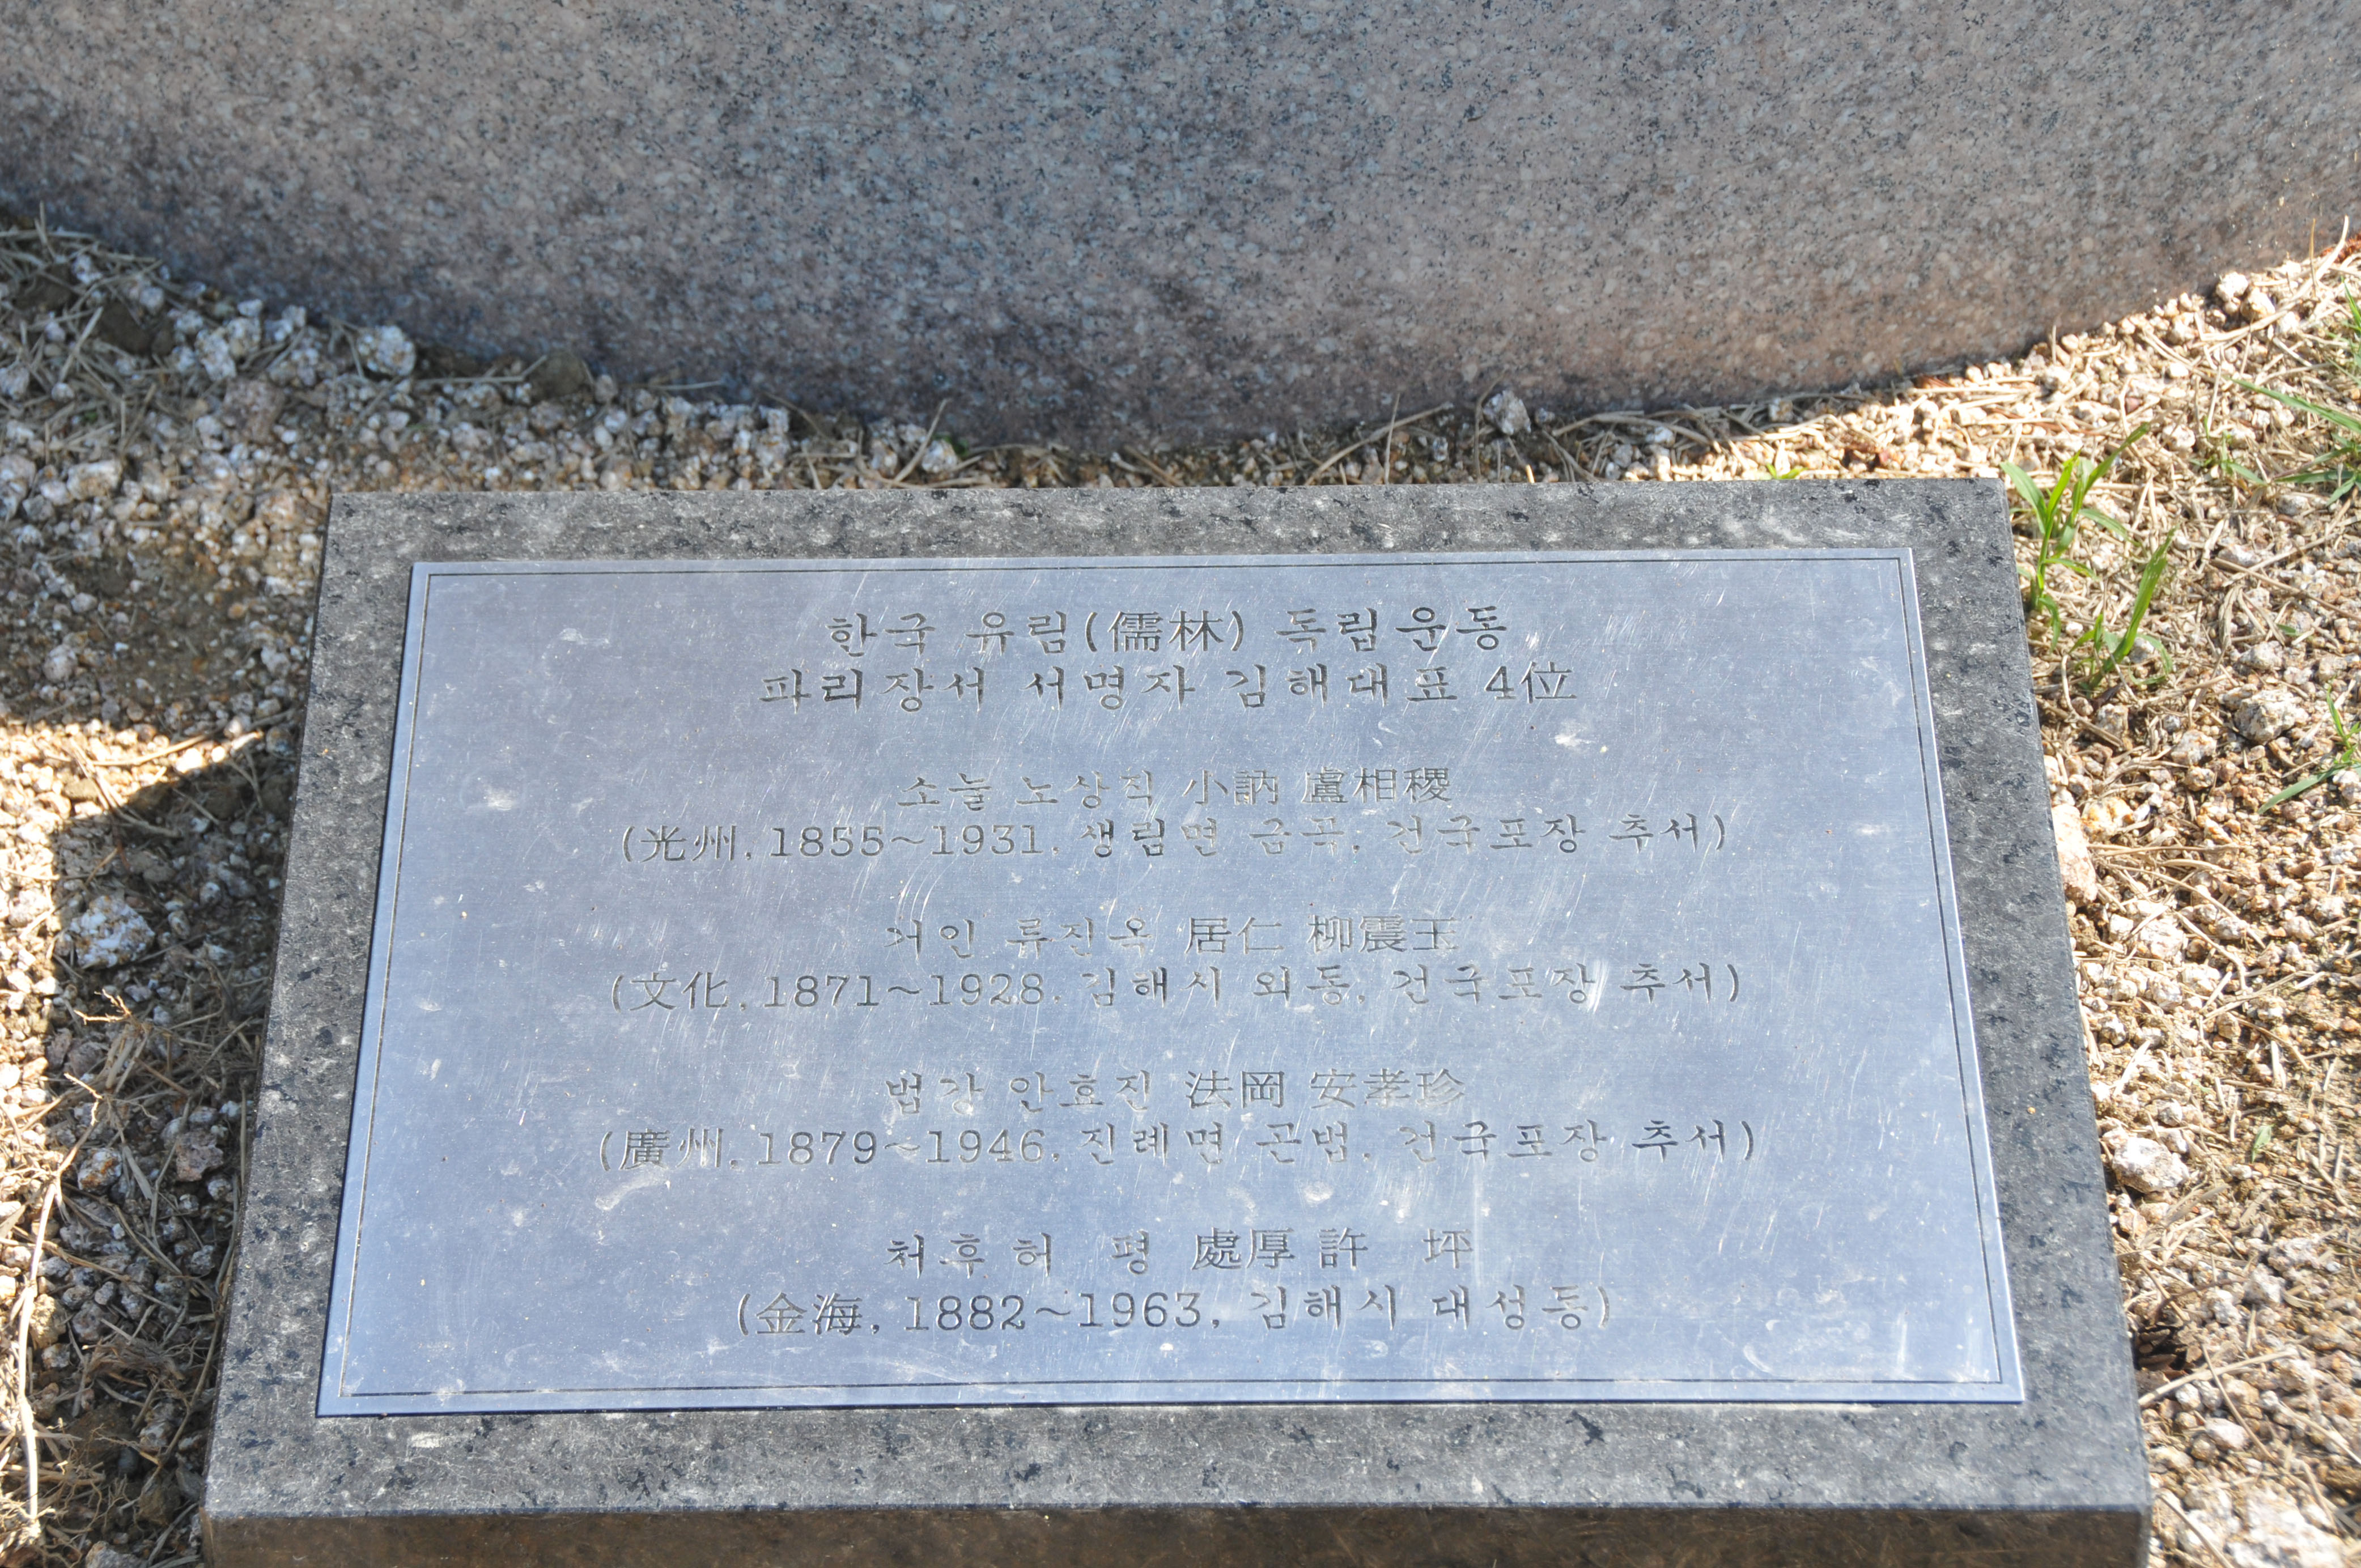 한국 유림(儒林) 독립운동
파리장서 서명자 김해대표 4位
소눌 노상직 小訥 盧相稷
(光州, 1855~1931, 생림면 금곡, 건국포장 추서)
거인 류진옥 居仁 柳震玉
(文化, 1871~1928, 김해시 외동, 건국포장 추서)
법강 안효진 法岡 安孝珍
(廣州, 1879~1946, 진례면 곤법, 건국포장 추서)
처후 허 평 處厚 許 坪
(金海, 1882~1963, 김해시 대성동)